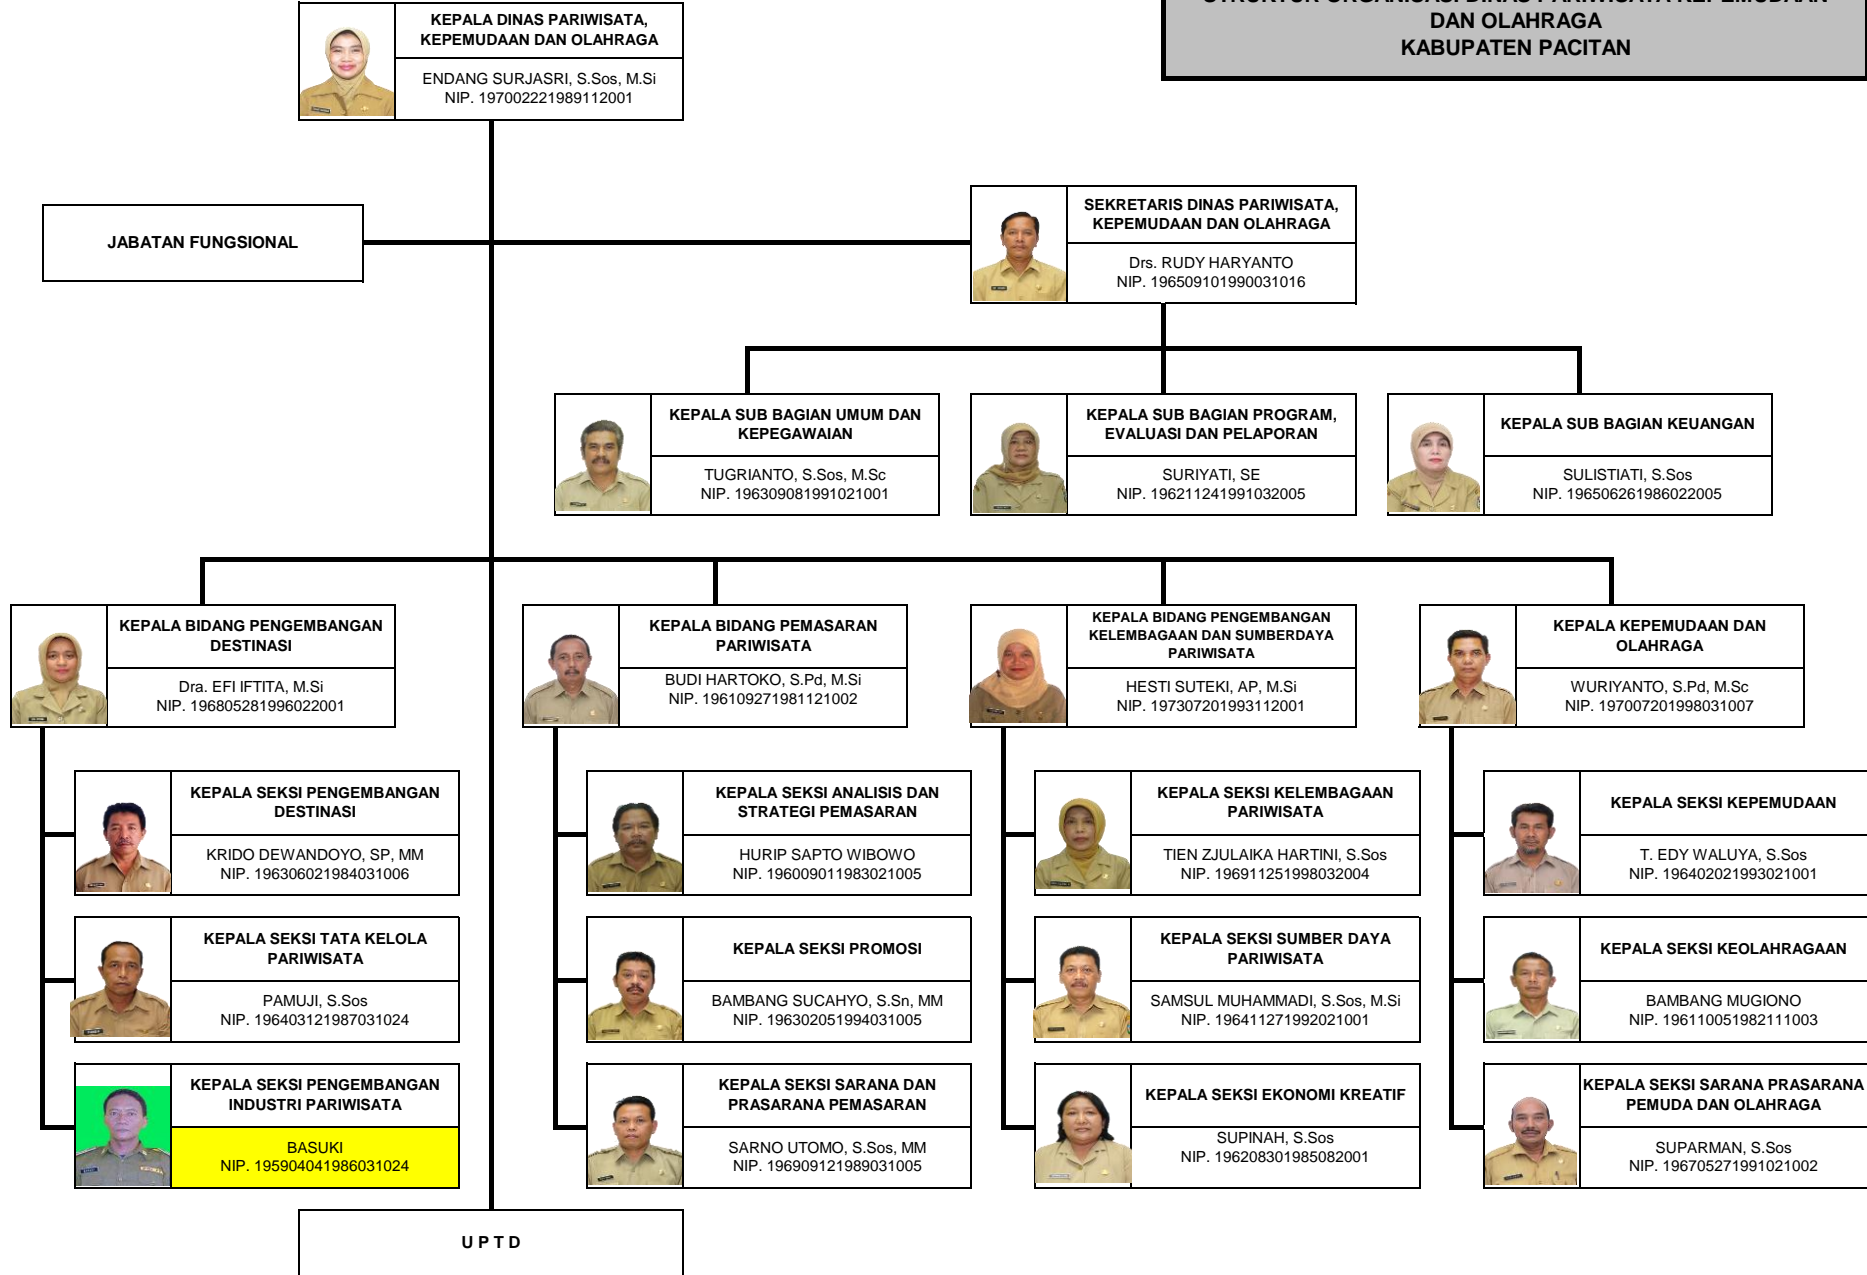 STRUKTUR ORGANISASI DINAS PARIWISATA KEPEMUDAAN
DAN OLAHRAGA
KABUPATEN PACITAN
KEPALA DINAS PARIWISATA,
KEPEMUDAAN DAN OLAHRAGA
ENDANG SURJASRI, S.Sos, M.Si
NIP. 197002221989112001
JABATAN FUNGSIONAL
SEKRETARIS DINAS PARIWISATA,
KEPEMUDAAN DAN OLAHRAGA
Drs. RUDY HARYANTO
NIP. 196509101990031016
KEPALA SUB BAGIAN UMUM DAN
KEPEGAWAIAN
TUGRIANTO, S.Sos, M.Sc
NIP. 196309081991021001
KEPALA SUB BAGIAN PROGRAM,
EVALUASI DAN PELAPORAN
SURIYATI, SE
NIP. 196211241991032005
KEPALA SUB BAGIAN KEUANGAN
SULISTIATI, S.Sos
NIP. 196506261986022005
KEPALA BIDANG PENGEMBANGAN
DESTINASI
Dra. EFI IFTITA, M.Si
NIP. 196805281996022001
KEPALA BIDANG PEMASARAN
PARIWISATA
BUDI HARTOKO, S.Pd, M.Si
NIP. 196109271981121002
KEPALA BIDANG PENGEMBANGAN
KELEMBAGAAN DAN SUMBERDAYA
PARIWISATA
HESTI SUTEKI, AP, M.Si
NIP. 197307201993112001
KEPALA KEPEMUDAAN DAN
OLAHRAGA
WURIYANTO, S.Pd, M.Sc
NIP. 197007201998031007
KEPALA SEKSI PENGEMBANGAN
DESTINASI
KRIDO DEWANDOYO, SP, MM
NIP. 196306021984031006
KEPALA SEKSI ANALISIS DAN
STRATEGI PEMASARAN
HURIP SAPTO WIBOWO
NIP. 196009011983021005
KEPALA SEKSI KELEMBAGAAN
PARIWISATA
TIEN ZJULAIKA HARTINI, S.Sos
NIP. 196911251998032004
KEPALA SEKSI KEPEMUDAAN
T. EDY WALUYA, S.Sos
NIP. 196402021993021001
KEPALA SEKSI TATA KELOLA
PARIWISATA
PAMUJI, S.Sos
NIP. 196403121987031024
KEPALA SEKSI PROMOSI
BAMBANG SUCAHYO, S.Sn, MM
NIP. 196302051994031005
KEPALA SEKSI SUMBER DAYA
PARIWISATA
SAMSUL MUHAMMADI, S.Sos, M.Si
NIP. 196411271992021001
KEPALA SEKSI KEOLAHRAGAAN
BAMBANG MUGIONO
NIP. 196110051982111003
KEPALA SEKSI PENGEMBANGAN
INDUSTRI PARIWISATA
BASUKI
NIP. 195904041986031024
KEPALA SEKSI SARANA DAN
PRASARANA PEMASARAN
SARNO UTOMO, S.Sos, MM
NIP. 196909121989031005
KEPALA SEKSI EKONOMI KREATIF
SUPINAH, S.Sos
NIP. 196208301985082001
KEPALA SEKSI SARANA PRASARANA
PEMUDA DAN OLAHRAGA
SUPARMAN, S.Sos
NIP. 196705271991021002
U P T D